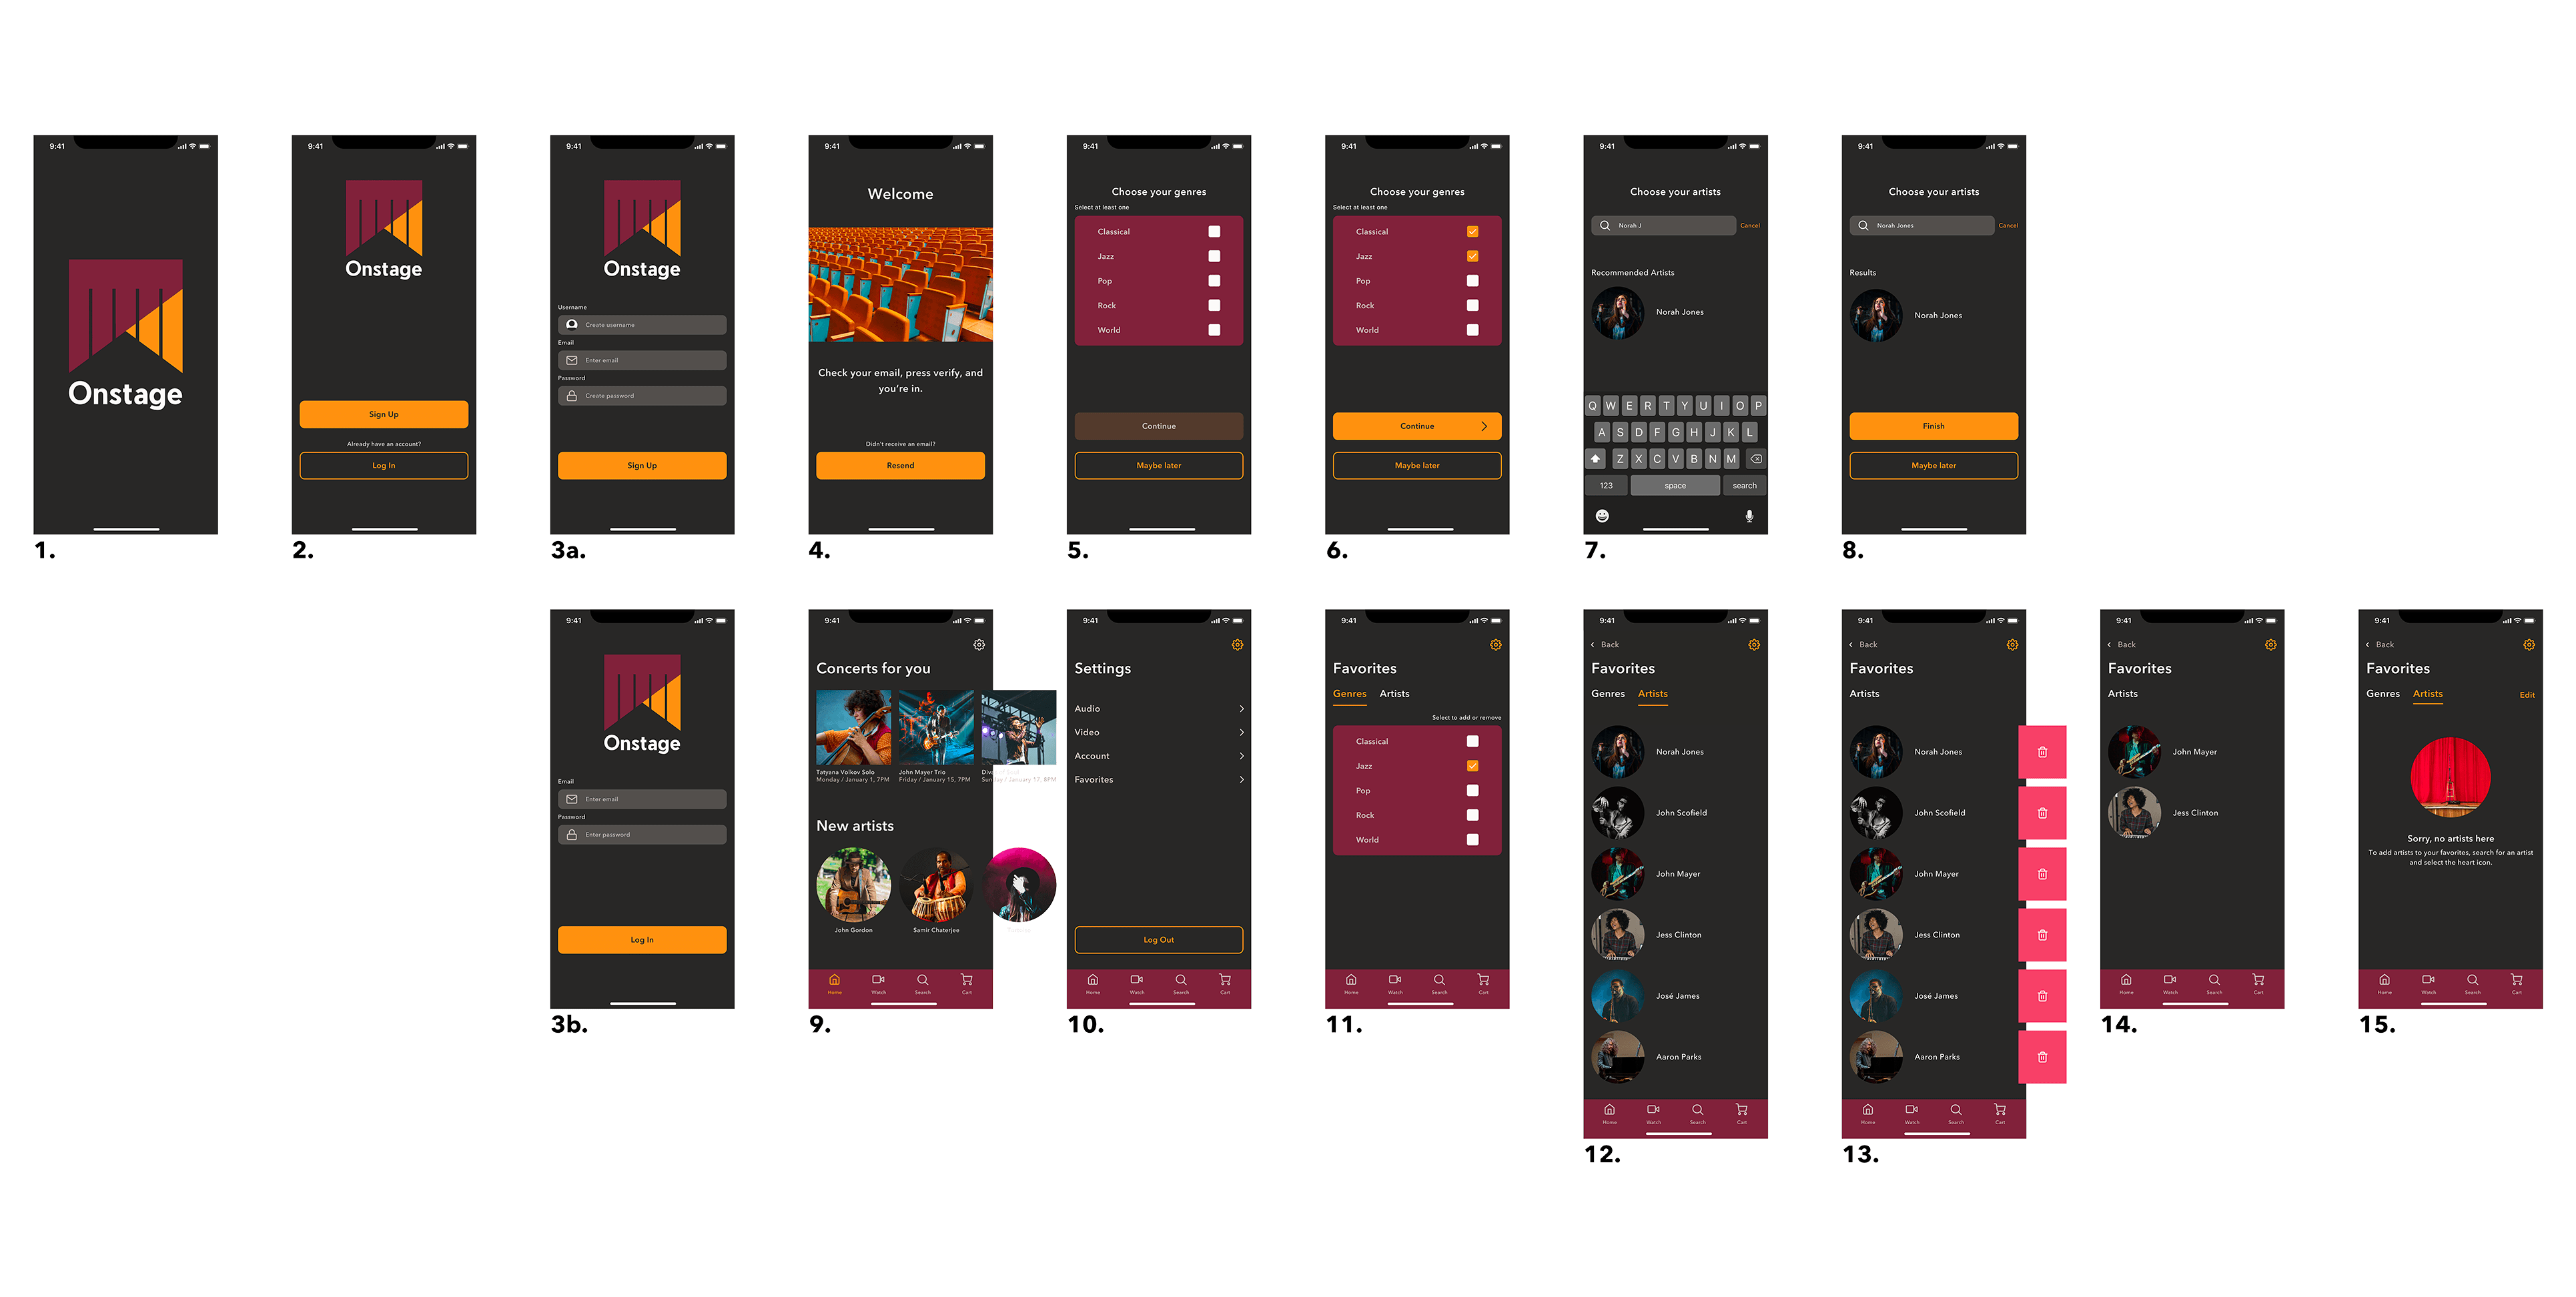 9:41
Onstage
1.
9:41
Onstage
Sign Up
Already have an account?
Log In
2.
9:41
Onstage
Username
Create username
Email
Enter email
Password
Create password
Sign Up
3a.
9:41
Welcome
Check your email, press verify, and
you're in.
Didn't receive an email?
Resend
4.
9:41
Choose your genres
Select at least one
Classical
Jazz
Pop
Rock
World
Continue
Maybe later
5.
9:41
Choose your genres
Select at least one
Classical
Jazz
Pop
Rock
World
Continue
Maybe later
6.
9:41
Choose your artists
Norah J
Cancel
Recommended Artists
Norah Jones
Q W E R T Y U I O P
A S D F G H J K L
Z X C V B N M
123 space search
7.
9:41
Choose your artists
Norah Jones
Cancel
Results
Norah Jones
Finish
Maybe later
8.
9:41
Onstage
Email
Enter email
Password
Enter password
Log In
3b.
9:41
Concerts for you
Tatyana Volkov Solo
Monday / January 1, 7PM
John Mayer Trio
Friday / January 15, 7PM
Sunday / January 17, 8PM
New artists
John Gordon
Samir Chaterjee
Home Watch Search Cart
9.
9:41
Settings
Audio
Video
Account
Favorites
Log Out
Home Watch Search Cart
10.
9:41
Favorites
Genres Artists
Select to add or remove
Classical
Jazz
Pop
Rock
World
Home Watch Search Cart
11.
9:41
Back
Favorites
Genres Artists
Norah Jones
John Scofield
John Mayer
Jess Clinton
José James
Aaron Parks
Home Watch Search Cart
12.
9:41
Back
Favorites
Artists
Norah Jones
John Scofield
John Mayer
Jess Clinton
José James
Aaron Parks
Home Watch Search Cart
13.
9:41
Back
Favorites
Artists
John Mayer
Jess Clinton
Home Watch Search Cart
14.
9:41
Back
Favorites
Genres Artists Edit
Sorry, no artists here
To add artists to your favorites, search for an artist
and select the heart icon.
Home Watch Search Cart
15.